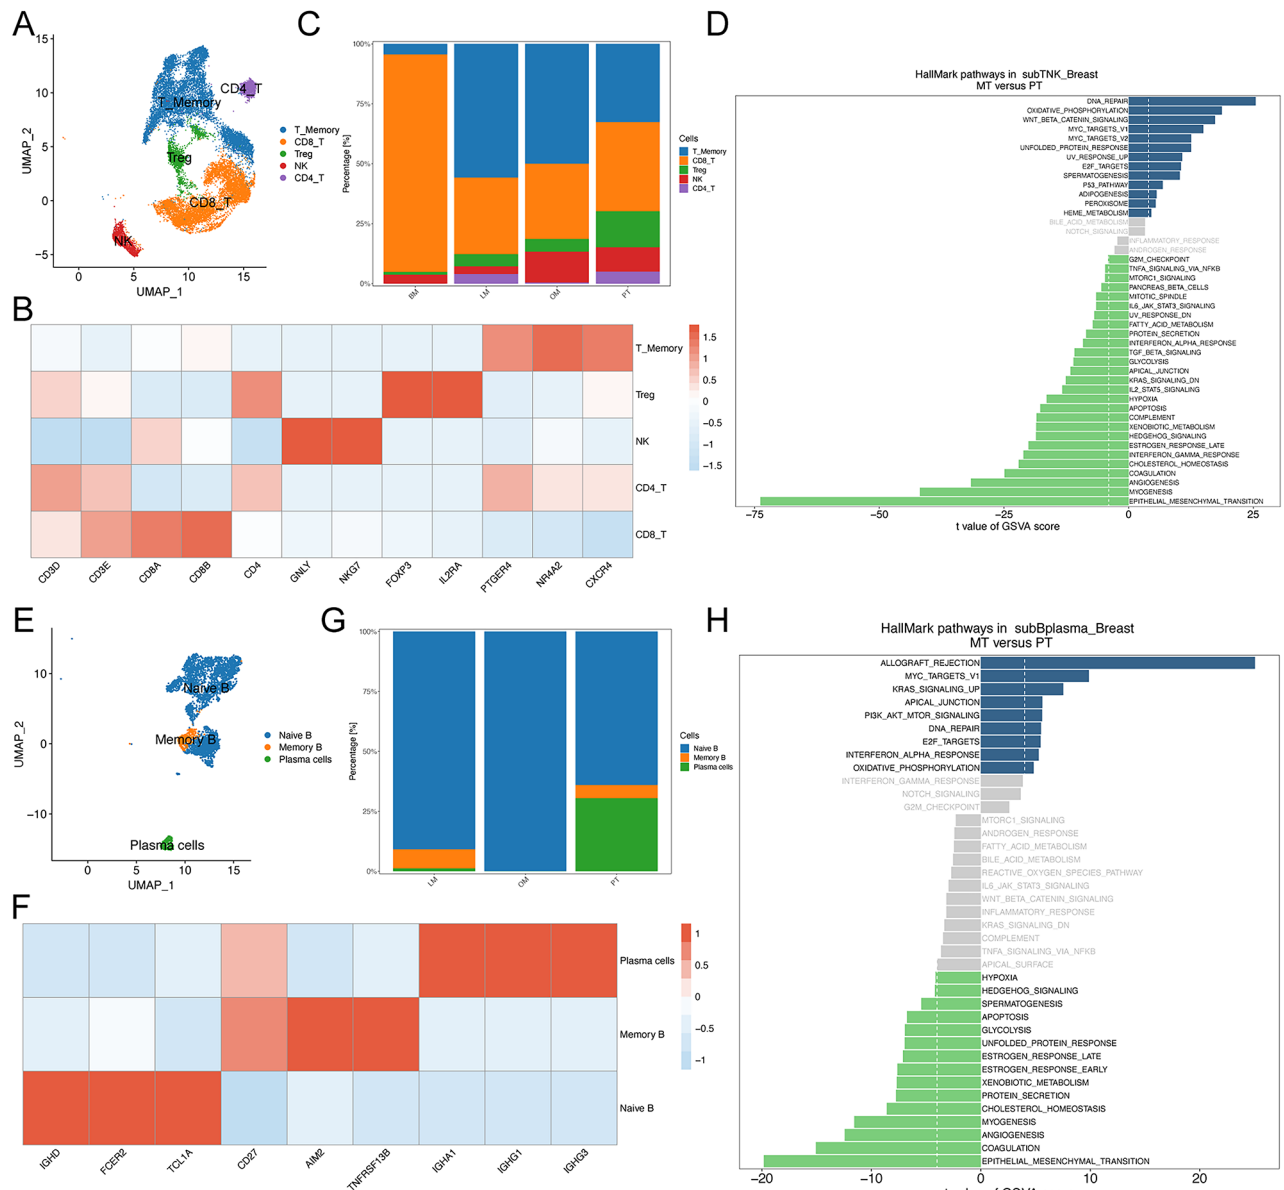 A
UMAP_2
15
10
5
0
−5
0
5
10
15
UMAP_1
T_Memory
CD4_T
Treg
CD8_T
NK
T_Memory
CD8_T
Treg
NK
CD4_T
C
Percentage [%]
100%
75%
50%
25%
0%
BM
LM
OM
PT
Cells
T_Memory
CD8_T
Treg
NK
CD4_T
D
HallMark pathways in subTNK_Breast
MT versus PT
DNA_REPAIR
OXIDATIVE_PHOSPHORYLATION
WNT_BETA_CATENIN_SIGNALING
MYC_TARGETS_V1
MYC_TARGETS_V2
UNFOLDED_PROTEIN_RESPONSE
UV_RESPONSE_UP
E2F_TARGETS
SPERMATOGENESIS
P53_PATHWAY
ADIPOGENESIS
PEROXISOME
HEME_METABOLISM
BILE_ACID_METABOLISM
NOTCH_SIGNALING
INFLAMMATORY_RESPONSE
ANDROGEN_RESPONSE
G2M_CHECKPOINT
TNFA_SIGNALING_VIA_NFKB
MTORC1_SIGNALING
PANCREAS_BETA_CELLS
MITOTIC_SPINDLE
IL6_JAK_STAT3_SIGNALING
UV_RESPONSE_DN
FATTY_ACID_METABOLISM
PROTEIN_SECRETION
INTERFERON_ALPHA_RESPONSE
TGF_BETA_SIGNALING
GLYCOLYSIS
APICAL_JUNCTION
KRAS_SIGNALING_DN
IL2_STAT5_SIGNALING
HYPOXIA
APOPTOSIS
COMPLEMENT
XENOBIOTIC_METABOLISM
HEDGEHOG_SIGNALING
ESTROGEN_RESPONSE_LATE
INTERFERON_GAMMA_RESPONSE
CHOLESTEROL_HOMEOSTASIS
COAGULATION
ANGIOGENESIS
MYOGENESIS
EPITHELIAL_MESENCHYMAL_TRANSITION
−75
−50
−25
0
25
t value of GSVA score
B
T_Memory
Treg
NK
CD4_T
CD8_T
CD3D
CD3E
CD8A
CD8B
CD4
GNLY
NKG7
FOXP3
IL2RA
PTGER4
NR4A2
CXCR4
1.5
1
0.5
0
−0.5
−1
−1.5
E
UMAP_2
10
0
−10
0
5
10
15
UMAP_1
Naive B
Memory B
Plasma cells
Naive B
Memory B
Plasma cells
G
Percentage [%]
100%
75%
50%
25%
0%
LM
OM
PT
Cells
Naive B
Memory B
Plasma cells
H
HallMark pathways in subBplasma_Breast
MT versus PT
ALLOGRAFT_REJECTION
MYC_TARGETS_V1
KRAS_SIGNALING_UP
APICAL_JUNCTION
PI3K_AKT_MTOR_SIGNALING
DNA_REPAIR
E2F_TARGETS
INTERFERON_ALPHA_RESPONSE
OXIDATIVE_PHOSPHORYLATION
INTERFERON_GAMMA_RESPONSE
NOTCH_SIGNALING
G2M_CHECKPOINT
MTORC1_SIGNALING
ANDROGEN_RESPONSE
FATTY_ACID_METABOLISM
BILE_ACID_METABOLISM
REACTIVE_OXYGEN_SPECIES_PATHWAY
IL6_JAK_STAT3_SIGNALING
WNT_BETA_CATENIN_SIGNALING
INFLAMMATORY_RESPONSE
KRAS_SIGNALING_DN
COMPLEMENT
TNFA_SIGNALING_VIA_NFKB
APICAL_SURFACE
HYPOXIA
HEDGEHOG_SIGNALING
SPERMATOGENESIS
APOPTOSIS
GLYCOLYSIS
UNFOLDED_PROTEIN_RESPONSE
ESTROGEN_RESPONSE_LATE
ESTROGEN_RESPONSE_EARLY
XENOBIOTIC_METABOLISM
PROTEIN_SECRETION
CHOLESTEROL_HOMEOSTASIS
MYOGENESIS
ANGIOGENESIS
COAGULATION
EPITHELIAL_MESENCHYMAL_TRANSITION
−20
−10
0
10
20
F
Plasma cells
Memory B
Naive B
IGHD
FCER2
TCL1A
CD27
AIM2
TNFRSF13B
IGHA1
IGHG1
IGHG3
1
0.5
0
−0.5
−1